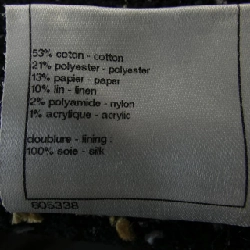 53% coton - cotton
21% polyester - polyester
13% papier - paper
10% lin - linen
2% polyamide - nylon
1% acrylique - acrylic
doublure - lining :
100% soie - silk
605338